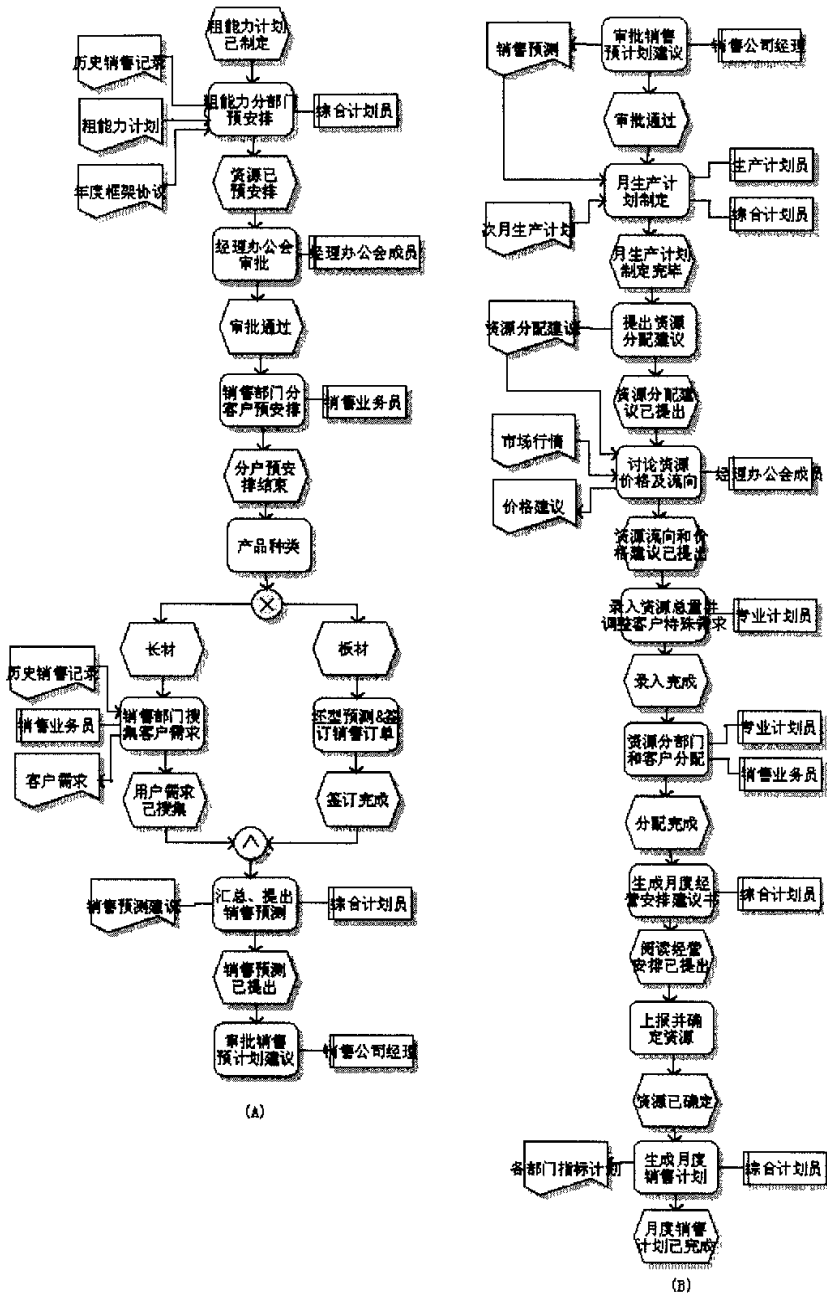 粗能力计划
已制定
历史销售记录
粗能力分部门
预安排
综合计划员
粗能力计划
年度框架协议
资源已
预安排
经理办公会
审批
经理办公会成员
审批通过
销售部门分
客户预安排
销售业务员
分户预安
排结束
产品种类
长材
板材
历史销售记录
销售业务员
销售部门搜
集客户需求
坯型预测&签
订销售订单
客户需求
用户需求
已搜集
签订完成
销售预测建议
汇总、提出
销售预测
综合计划员
销售预测
已提出
审批销售
预计划建议
销售公司经理
(A)
销售预测
审批销售
预计划建议
销售公司经理
审批通过
月生产计
划制定
生产计划员
综合计划员
次月生产计划
月生产计划
制定完毕
资源分配建议
提出资源
分配建议
资源分配建
议已提出
市场行情
讨论资源
价格及流向
经理办公会成员
价格建议
资源流向和价
格建议已提出
录入资源总量并
调整客户特殊需求
专业计划员
录入完成
资源分部门
和客户分配
专业计划员
销售业务员
分配完成
生成月度经
营安排建议书
综合计划员
阅读经营
安排已提出
上报并确
定资源
资源已确定
各部门指标计划
生成月度
销售计划
综合计划员
月度销售
计划已完成
(B)